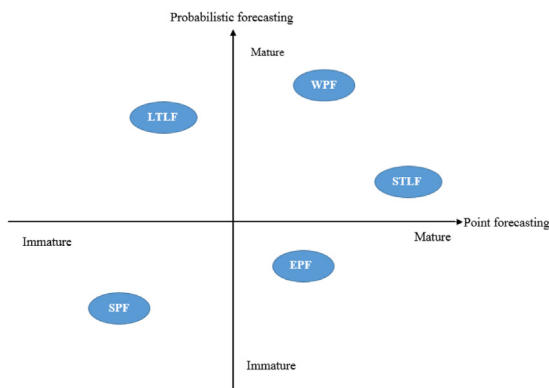 Probabilistic forecasting
Mature
WPF
LTLF
STLF
Point forecasting
Immature
Mature
EPF
SPF
Immature